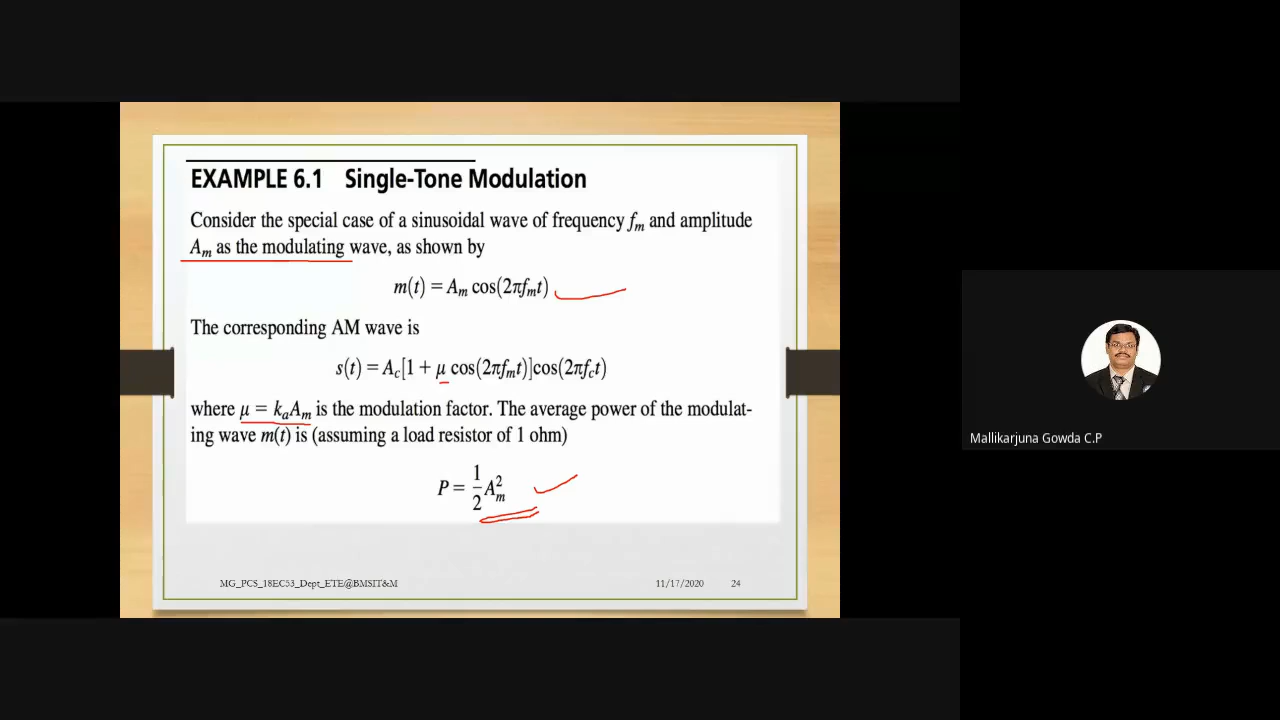 EXAMPLE 6.1 Single-Tone Modulation
Consider the special case of a sinusoidal wave of frequency fₘ and amplitude
Aₘ as the modulating wave, as shown by
m(t) = Aₘ cos(2πfₘt)
The corresponding AM wave is
s(t) = A_c[1 + μ cos(2πfₘt)]cos(2πf_ct)
where μ = kₐAₘ is the modulation factor. The average power of the modulat-
ing wave m(t) is (assuming a load resistor of 1 ohm)
P = 1/2 Aₘ²
MG_PCS_18EC53_Dept_ETE@BMSIT&M 11/17/2020 24
Mallikarjuna Gowda C.P